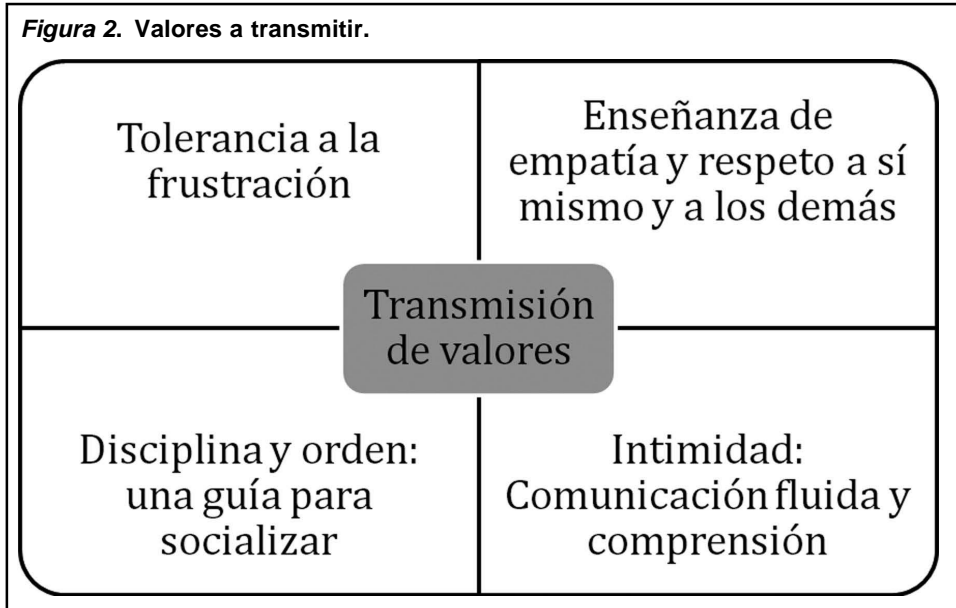 Figura 2. Valores a transmitir.
Tolerancia a la
frustración
Enseñanza de
empatía y respeto a sí
mismo y a los demás
Transmisión
de valores
Disciplina y orden:
una guía para
socializar
Intimidad:
Comunicación fluida y
comprensión